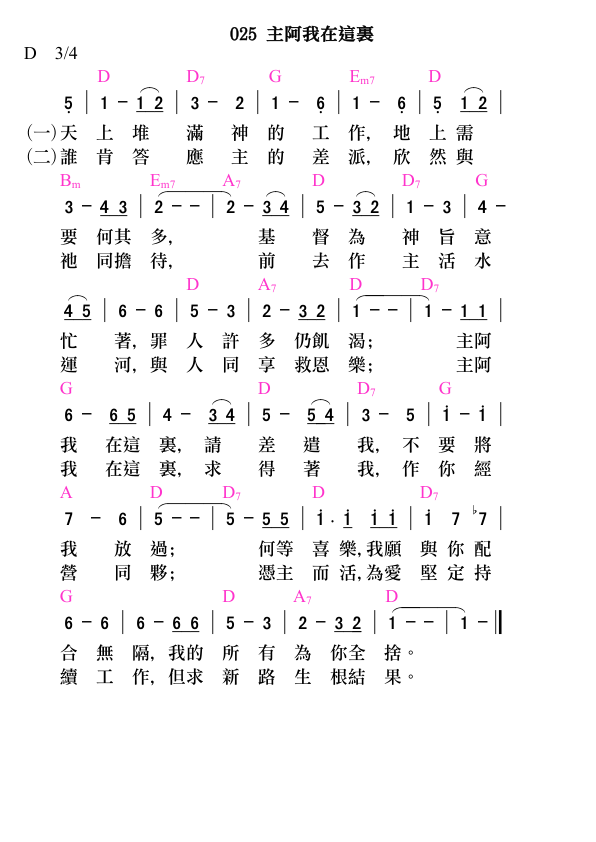 025 主阿我在這裏
D 3/4
D D7 G Em7 D
5̣ | 1 - 1 2 | 3 - 2 | 1 - 6̣ | 1 - 6̣ | 5̣ 1 2 |
(一)天 上 堆 滿 神 的 工 作, 地 上 需
(二)誰 肯 答 應 主 的 差 派, 欣 然 與
Bm Em7 A7 D D7 G
3 - 4 3 | 2 - - | 2 - 3 4 | 5 - 3 2 | 1 - 3 | 4 -
要 何其 多, 基 督 為 神 旨 意
祂 同擔 待, 前 去 作 主 活 水
D A7 D D7
4 5 | 6 - 6 | 5 - 3 | 2 - 3 2 | 1 - - | 1 - 1 1 |
忙 著, 罪 人 許 多 仍飢 渴; 主阿
運 河, 與 人 同 享 救恩 樂; 主阿
G D D7 G
6 - 6 5 | 4 - 3 4 | 5 - 5 4 | 3 - 5 | i - i |
我 在這 裏, 請 差 遣 我, 不 要 將
我 在這 裏, 求 得 著 我, 作 你 經
A D D7 D D7
7 - 6 | 5 - - | 5 - 5 5 | i . i i i | i 7 ♭7 |
我 放 過; 何等 喜 樂, 我願 與 你 配
營 同 夥; 憑主 而 活, 為愛 堅 定 持
G D A7 D
6 - 6 | 6 - 6 6 | 5 - 3 | 2 - 3 2 | 1 - - | 1 - ‖
合 無 隔, 我的 所 有 為 你全 捨。
續 工 作, 但求 新 路 生 根結 果。